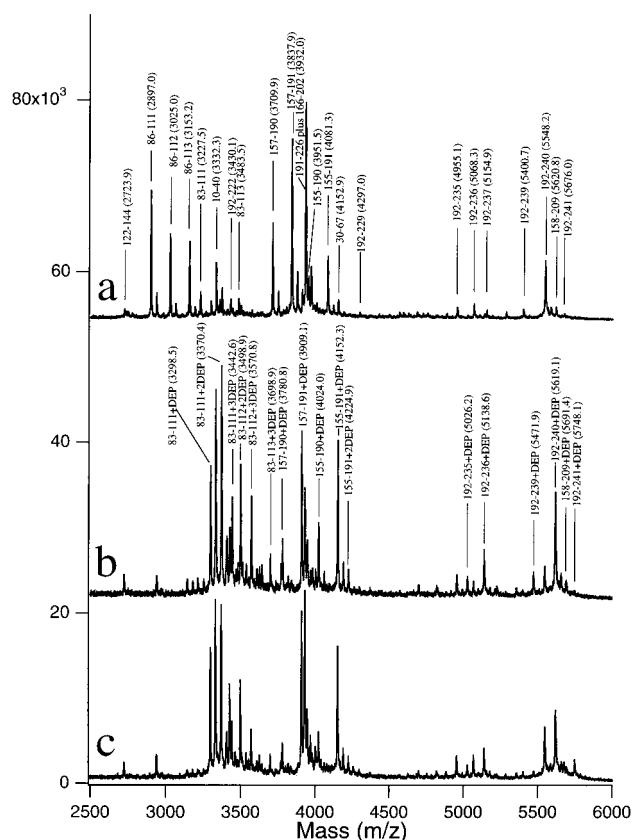 80x10³
60
40
20
0
a
122-144 (2723.9)
86-111 (2897.0)
86-112 (3025.0)
86-113 (3153.2)
83-111 (3227.5)
10-40 (3332.3)
192-222 (3430.1)
83-113 (3483.5)
157-190 (3709.9)
157-191 (3837.9)
191-226 plus 166-202 (3932.0)
155-190 (3951.5)
155-191 (4081.3)
30-67 (4152.9)
192-229 (4297.0)
192-235 (4955.1)
192-236 (5068.3)
192-237 (5154.9)
192-239 (5400.7)
192-240 (5548.2)
158-209 (5620.8)
192-241 (5676.0)
b
83-111+DEP (3298.5)
83-111+2DEP (3370.4)
83-111+3DEP (3442.6)
83-112+2DEP (3498.9)
83-112+3DEP (3570.8)
83-113+3DEP (3698.9)
157-190+DEP (3780.8)
157-191+DEP (3909.1)
155-190+DEP (4024.0)
155-191+DEP (4152.3)
155-191+2DEP (4224.9)
192-235+DEP (5026.2)
192-236+DEP (5138.6)
192-239+DEP (5471.9)
192-240+DEP (5619.1)
158-209+DEP (5691.4)
192-241+DEP (5748.1)
c
2500 3000 3500 4000 4500 5000 5500 6000
Mass (m/z)